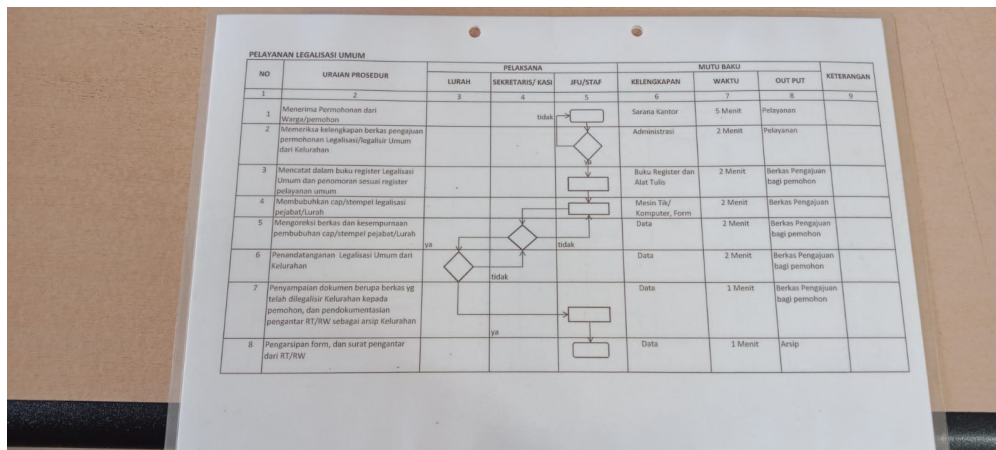 PELAYANAN LEGALISASI UMUM
NO
URAIAN PROSEDUR
PELAKSANA
MUTU BAKU
KETERANGAN
LURAH
SEKRETARIS/ KASI
JFU/STAF
KELENGKAPAN
WAKTU
OUT PUT
1 2 3 4 5 6 7 8 9
1 Menerima Permohonan dari
Warga/pemohon
tidak
Sarana Kantor
5 Menit
Pelayanan
2 Memeriksa kelengkapan berkas pengajuan
permohonan Legalisasi/legalisir Umum
dari Kelurahan
Administrasi
2 Menit
Pelayanan
ya
3 Mencatat dalam buku register Legalisasi
Umum dan penomoran sesuai register
pelayanan umum
Buku Register dan
Alat Tulis
2 Menit
Berkas Pengajuan
bagi pemohon
4 Membubuhkan cap/stempel legalisasi
pejabat/Lurah
Mesin Tik/
Komputer, Form
2 Menit
Berkas Pengajuan
5 Mengoreksi berkas dan kesempurnaan
pembubuhan cap/stempel pejabat/Lurah
ya
tidak
Data
2 Menit
Berkas Pengajuan
bagi pemohon
6 Penandatanganan Legalisasi Umum dari
Kelurahan
tidak
Data
2 Menit
Berkas Pengajuan
bagi pemohon
7 Penyampaian dokumen berupa berkas yg
telah dilegalisir Kelurahan kepada
pemohon, dan pendokumentasian
pengantar RT/RW sebagai arsip Kelurahan
ya
Data
1 Menit
Berkas Pengajuan
bagi pemohon
8 Pengarsipan form, dan surat pengantar
dari RT/RW
Data
1 Menit
Arsip